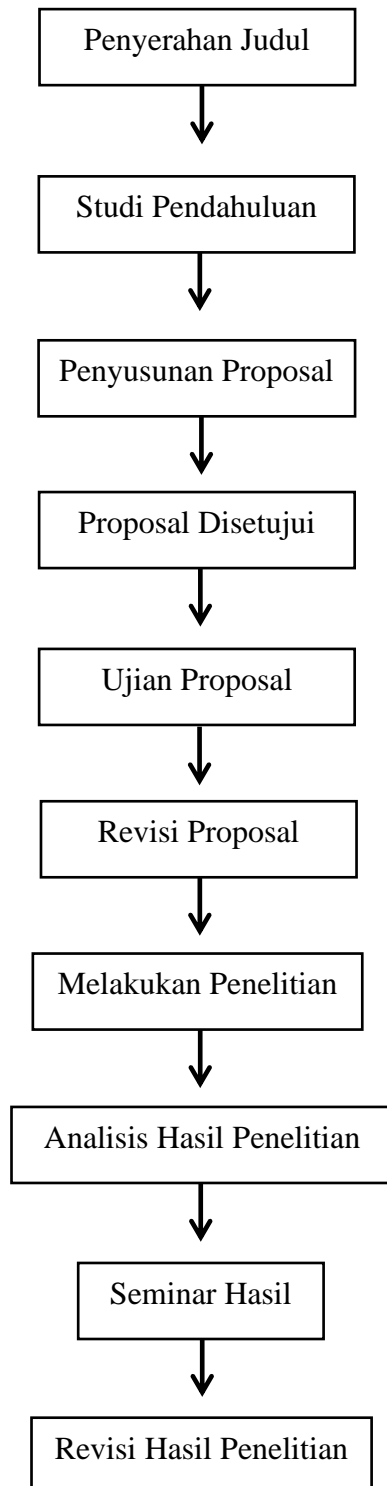 Penyerahan Judul
Studi Pendahuluan
Penyusunan Proposal
Proposal Disetujui
Ujian Proposal
Revisi Proposal
Melakukan Penelitian
Analisis Hasil Penelitian
Seminar Hasil
Revisi Hasil Penelitian